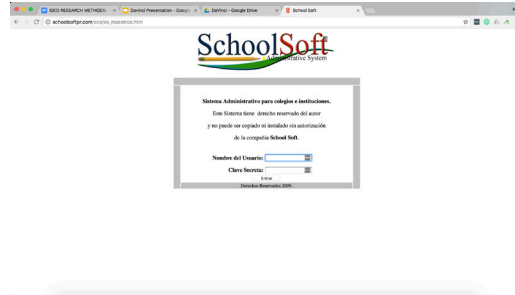 IDEO RESEARCH METHODS
Davinci Presentation - Google
DaVinci - Google Drive
School Soft
schoolsoftpr.com/ecs/ss_maestros.htm
SchoolSoft
Administrative System
Sistema Administrativo para colegios e instituciones.
Este Sistema tiene derecho reservado del autor
y no puede ser copiado ni instalado sin autorización
de la compañía School Soft.
Nombre del Usuario:
Clave Secreta:
Entrar
Derechos Reservados 2009.